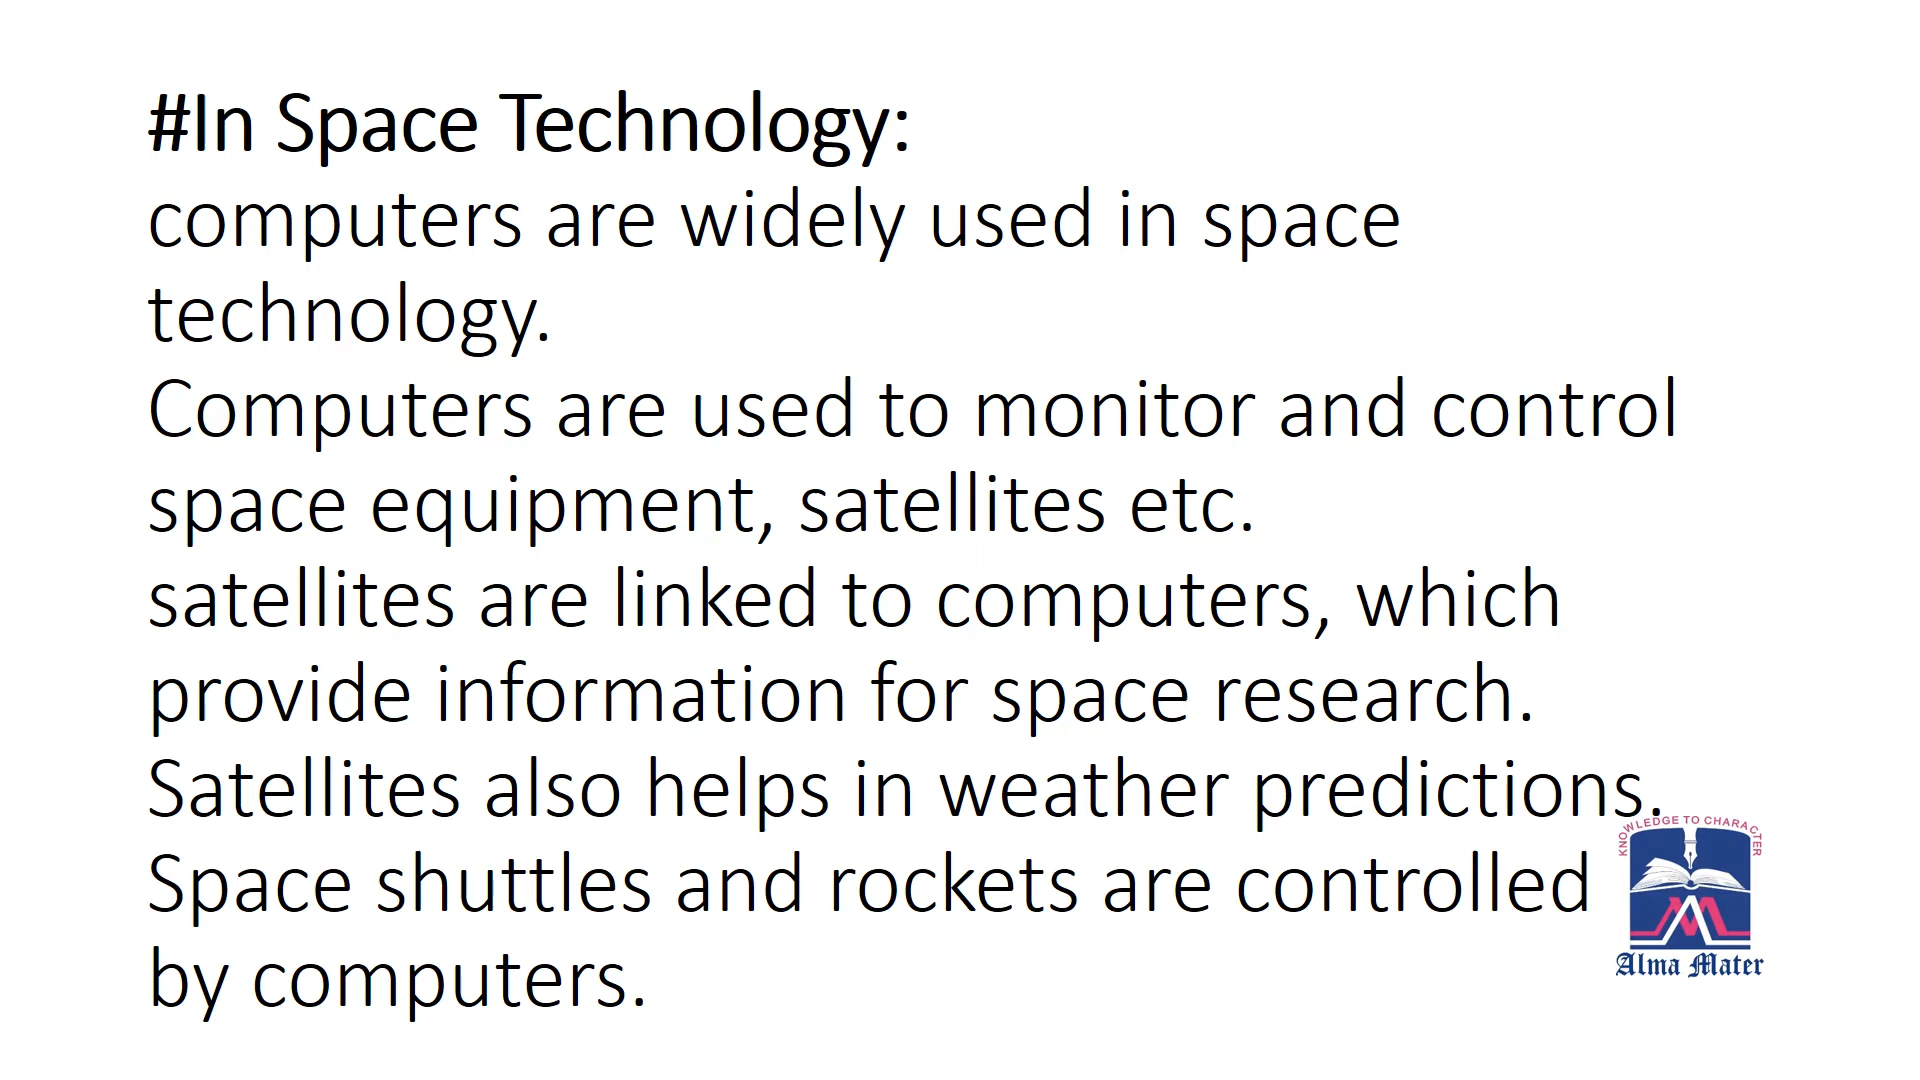 #In Space Technology:
computers are widely used in space
technology.
Computers are used to monitor and control
space equipment, satellites etc.
satellites are linked to computers, which
provide information for space research.
Satellites also helps in weather predictions.
Space shuttles and rockets are controlled
by computers.
KNOWLEDGE TO CHARACTER
Alma Mater